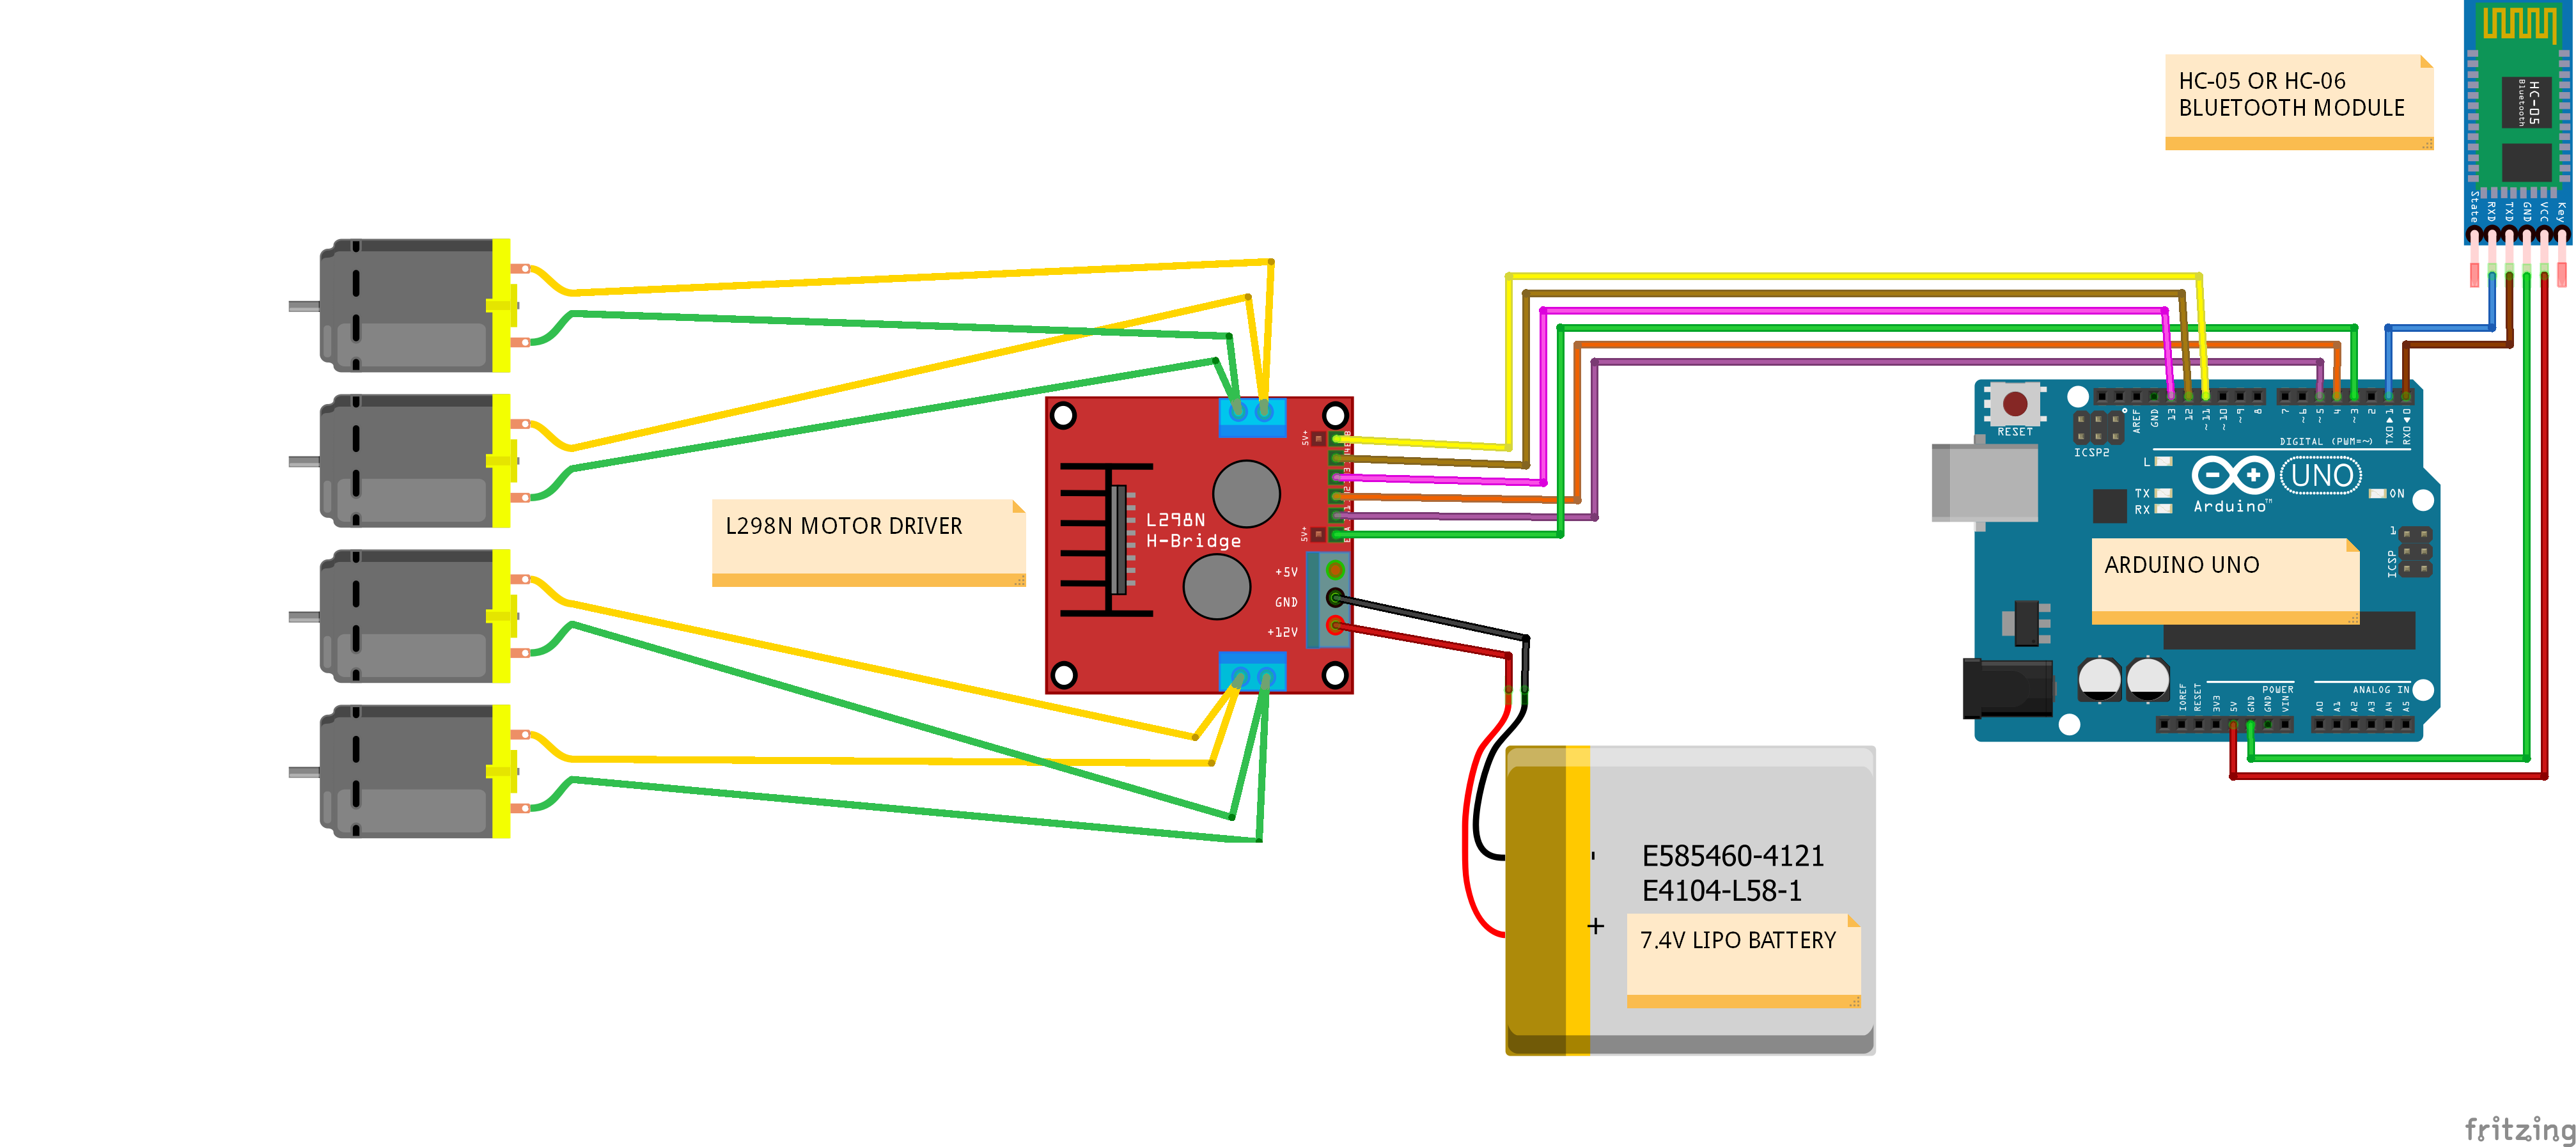 HC-05 OR HC-06
BLUETOOTH MODULE
HC-05
Bluetooth
State
RXD
TXD
GND
VCC
Key
L298N MOTOR DRIVER
L298N
H-Bridge
5V+
5V+
+5V
GND
+12V
RESET
ICSP2
AREF
GND
13
12
~11
~10
~9
8
7
~6
~5
4
~3
2
TX0▶1
RX0◀0
DIGITAL (PWM=~)
L
TX
RX
Arduino™
UNO
ON
1
ICSP
ARDUINO UNO
IOREF
RESET
3V3
5V
GND
GND
VIN
POWER
ANALOG IN
A0
A1
A2
A3
A4
A5
-
+
E585460-4121
E4104-L58-1
7.4V LIPO BATTERY
fritzing